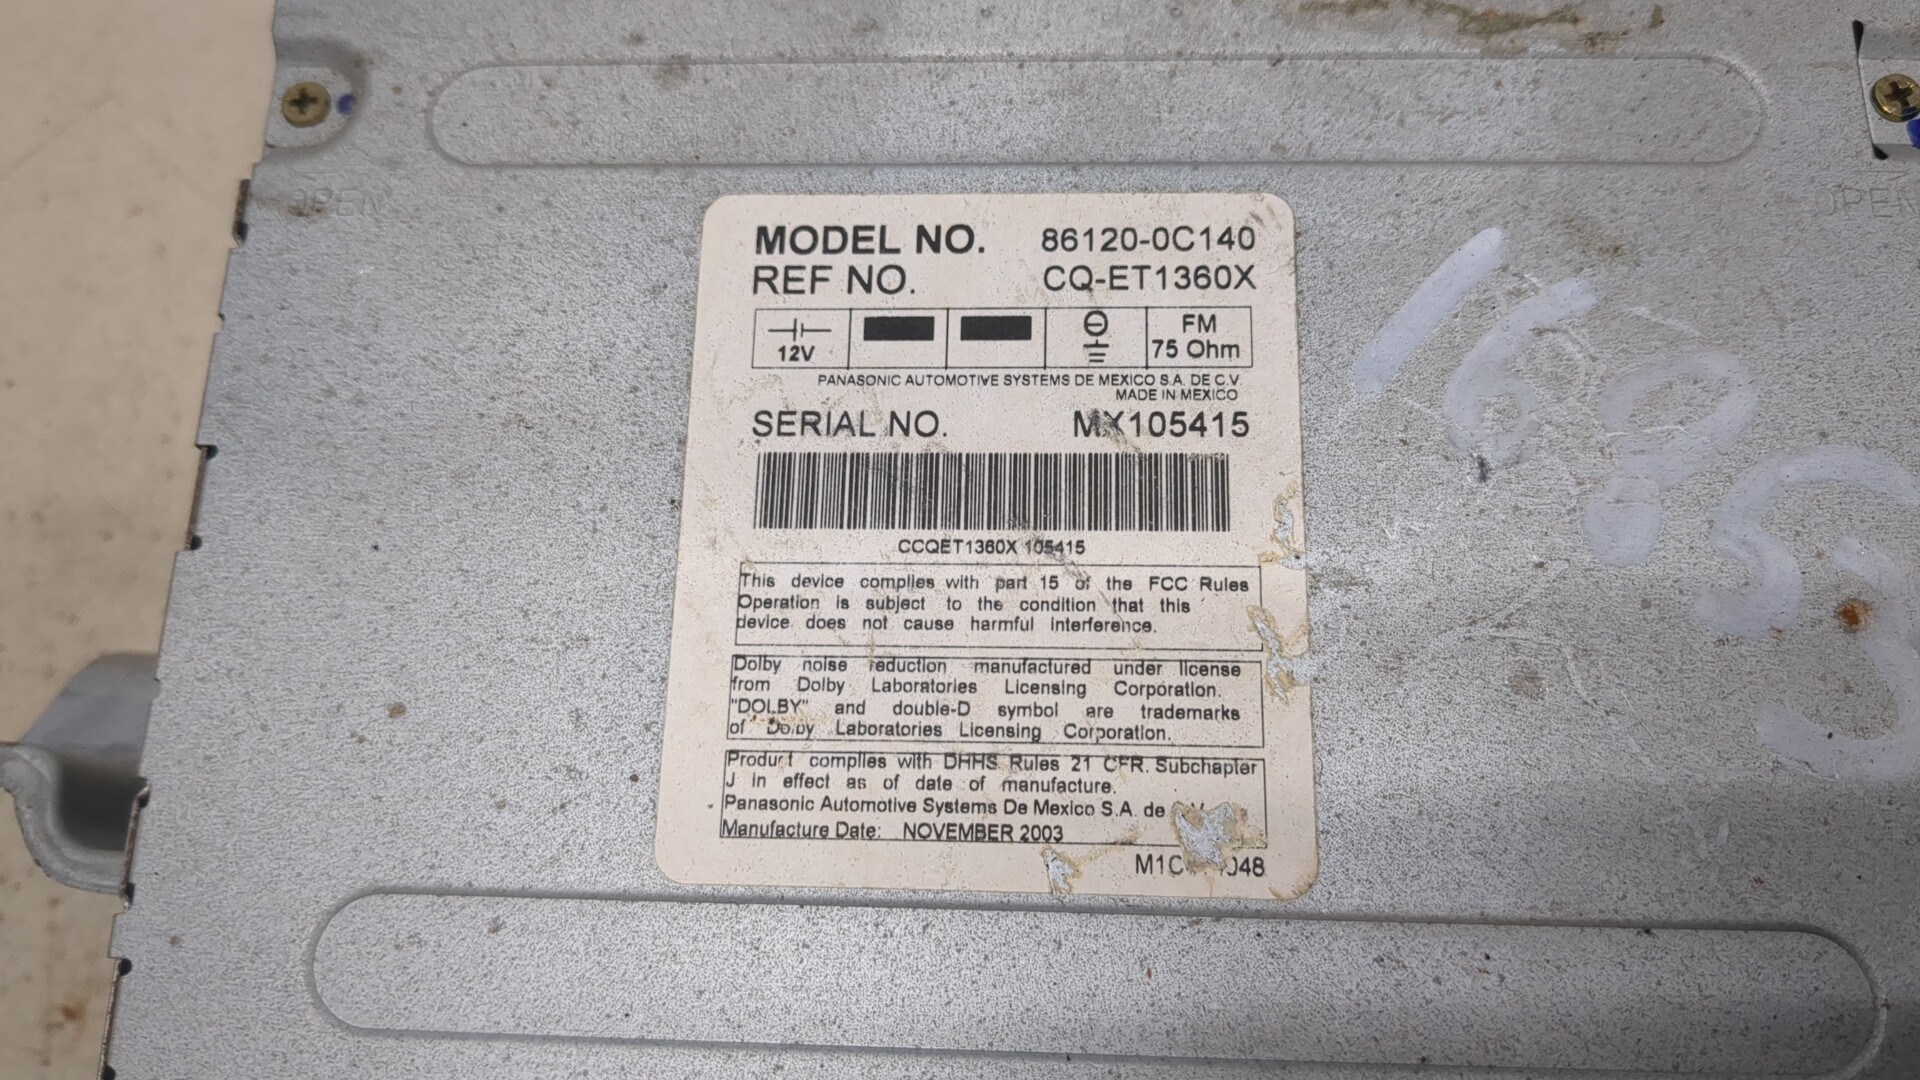 OPEN
OPEN
MODEL NO. 86120-0C140
REF NO. CQ-ET1360X
12V
FM
75 Ohm
PANASONIC AUTOMOTIVE SYSTEMS DE MEXICO S.A. DE C.V.
MADE IN MEXICO
SERIAL NO. MX105415
CCQET1360X 105415
This device complies with part 15 of the FCC Rules
Operation is subject to the condition that this
device does not cause harmful interference.
Dolby noise reduction manufactured under license
from Dolby Laboratories Licensing Corporation.
"DOLBY" and double-D symbol are trademarks
of Dolby Laboratories Licensing Corporation.
Product complies with DHHS Rules 21 CFR. Subchapter
J in effect as of date of manufacture.
Panasonic Automotive Systems De Mexico S.A. de
Manufacture Date: NOVEMBER 2003